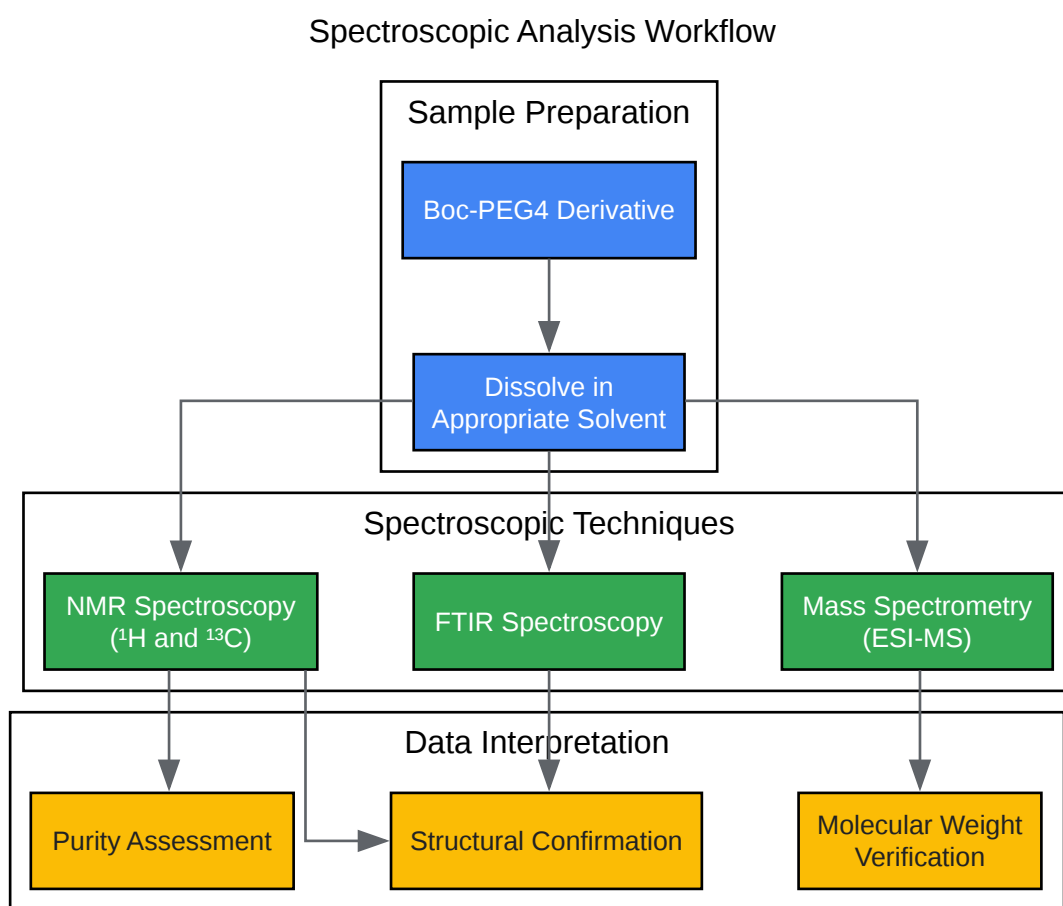 Spectroscopic Analysis Workflow
Sample Preparation
Boc-PEG4 Derivative
Dissolve in
Appropriate Solvent
Spectroscopic Techniques
NMR Spectroscopy
(¹H and ¹³C)
FTIR Spectroscopy
Mass Spectrometry
(ESI-MS)
Data Interpretation
Purity Assessment
Structural Confirmation
Molecular Weight
Verification